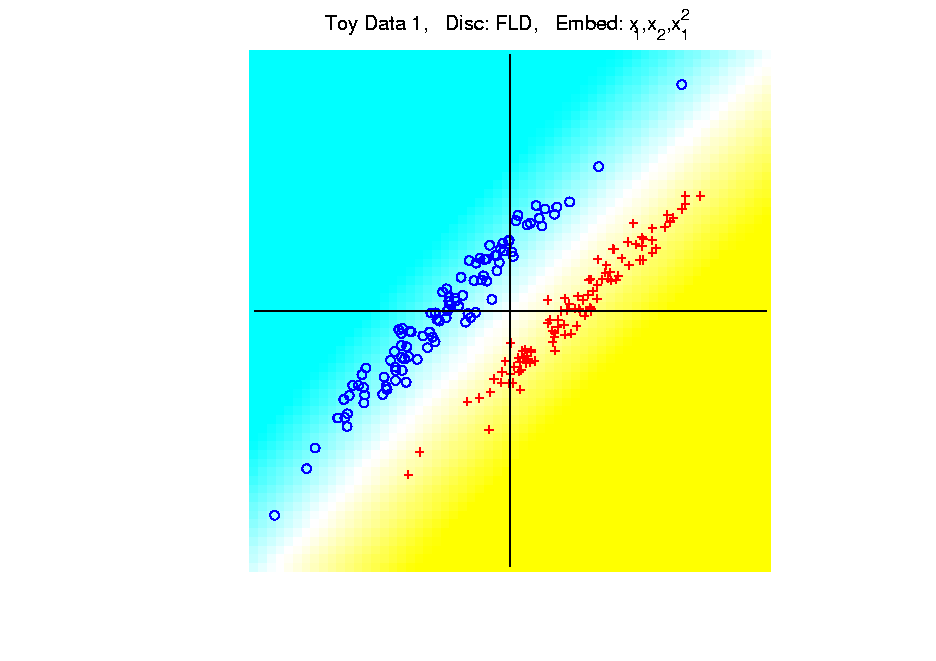 Toy Data 1,   Disc: FLD,   Embed: x₁,x₂,x₁²